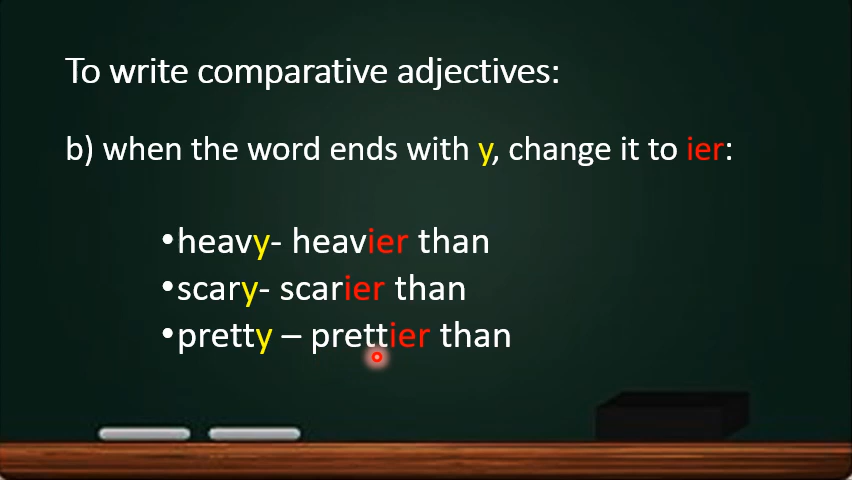 To write comparative adjectives:
b) when the word ends with y, change it to ier:
•heavy- heavier than
•scary- scarier than
•pretty – prettier than